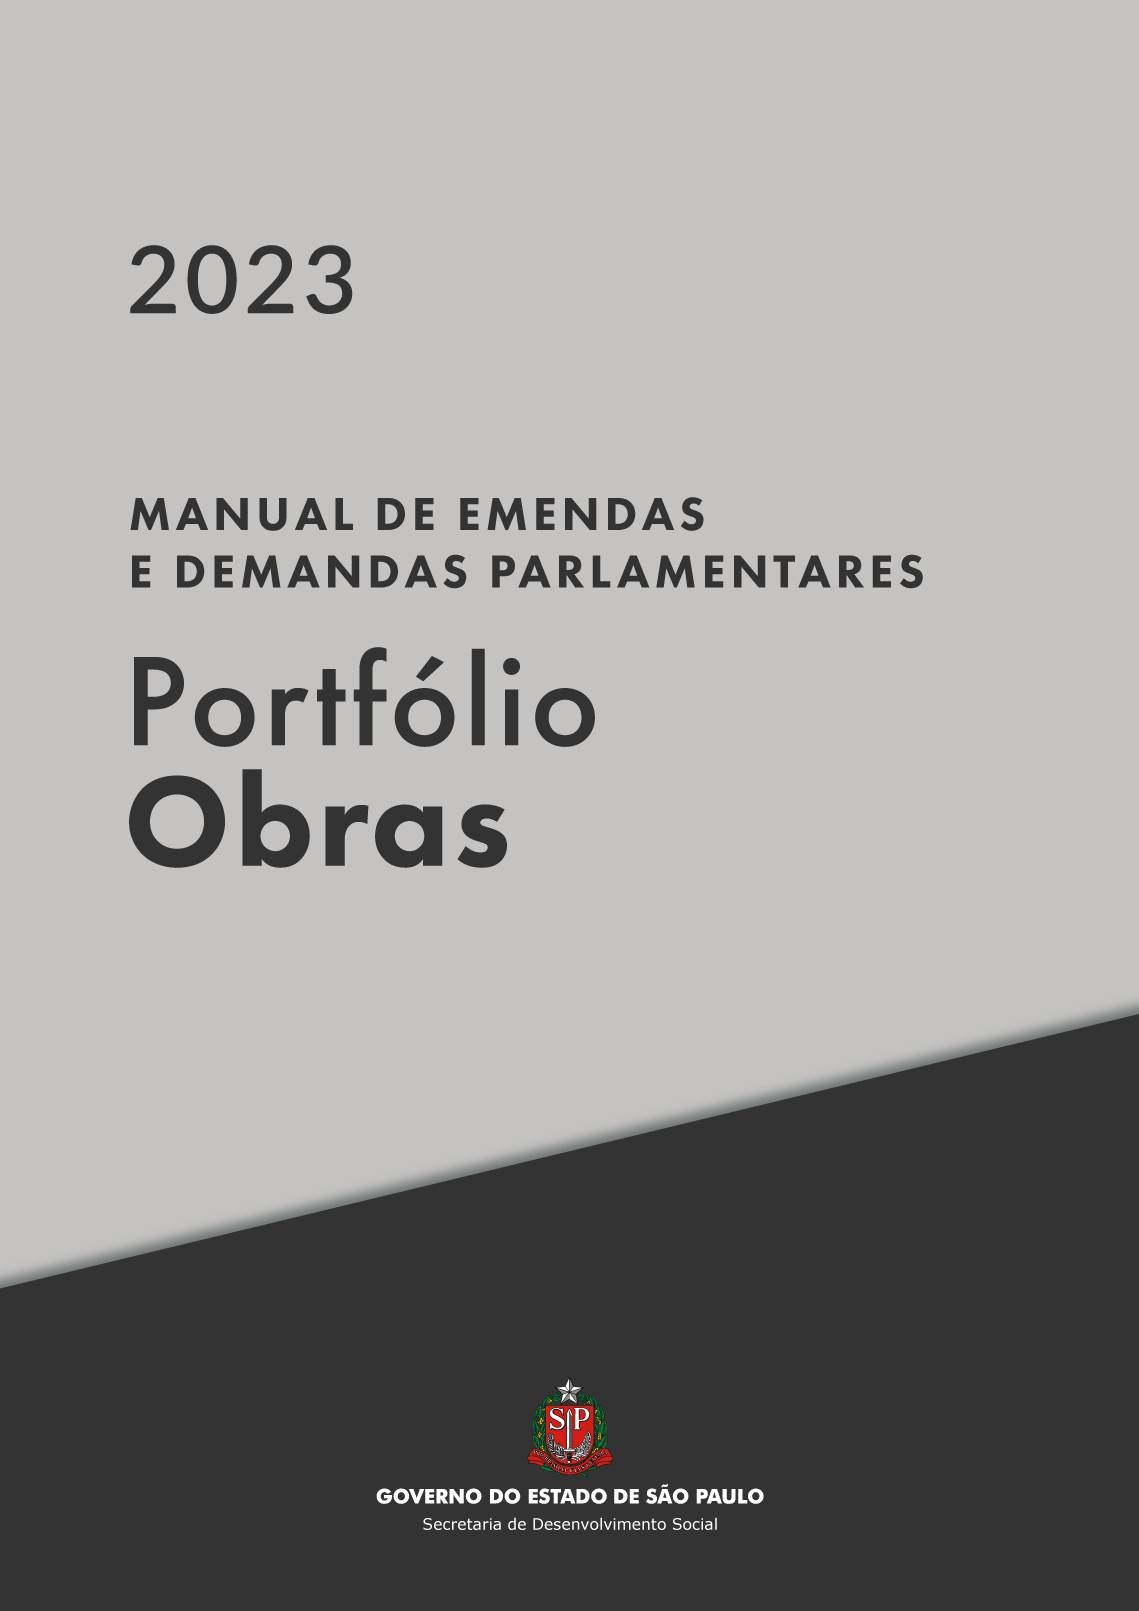 2023
MANUAL DE EMENDAS
E DEMANDAS PARLAMENTARES
Portfólio
Obras
SP
GOVERNO DO ESTADO DE SÃO PAULO
Secretaria de Desenvolvimento Social